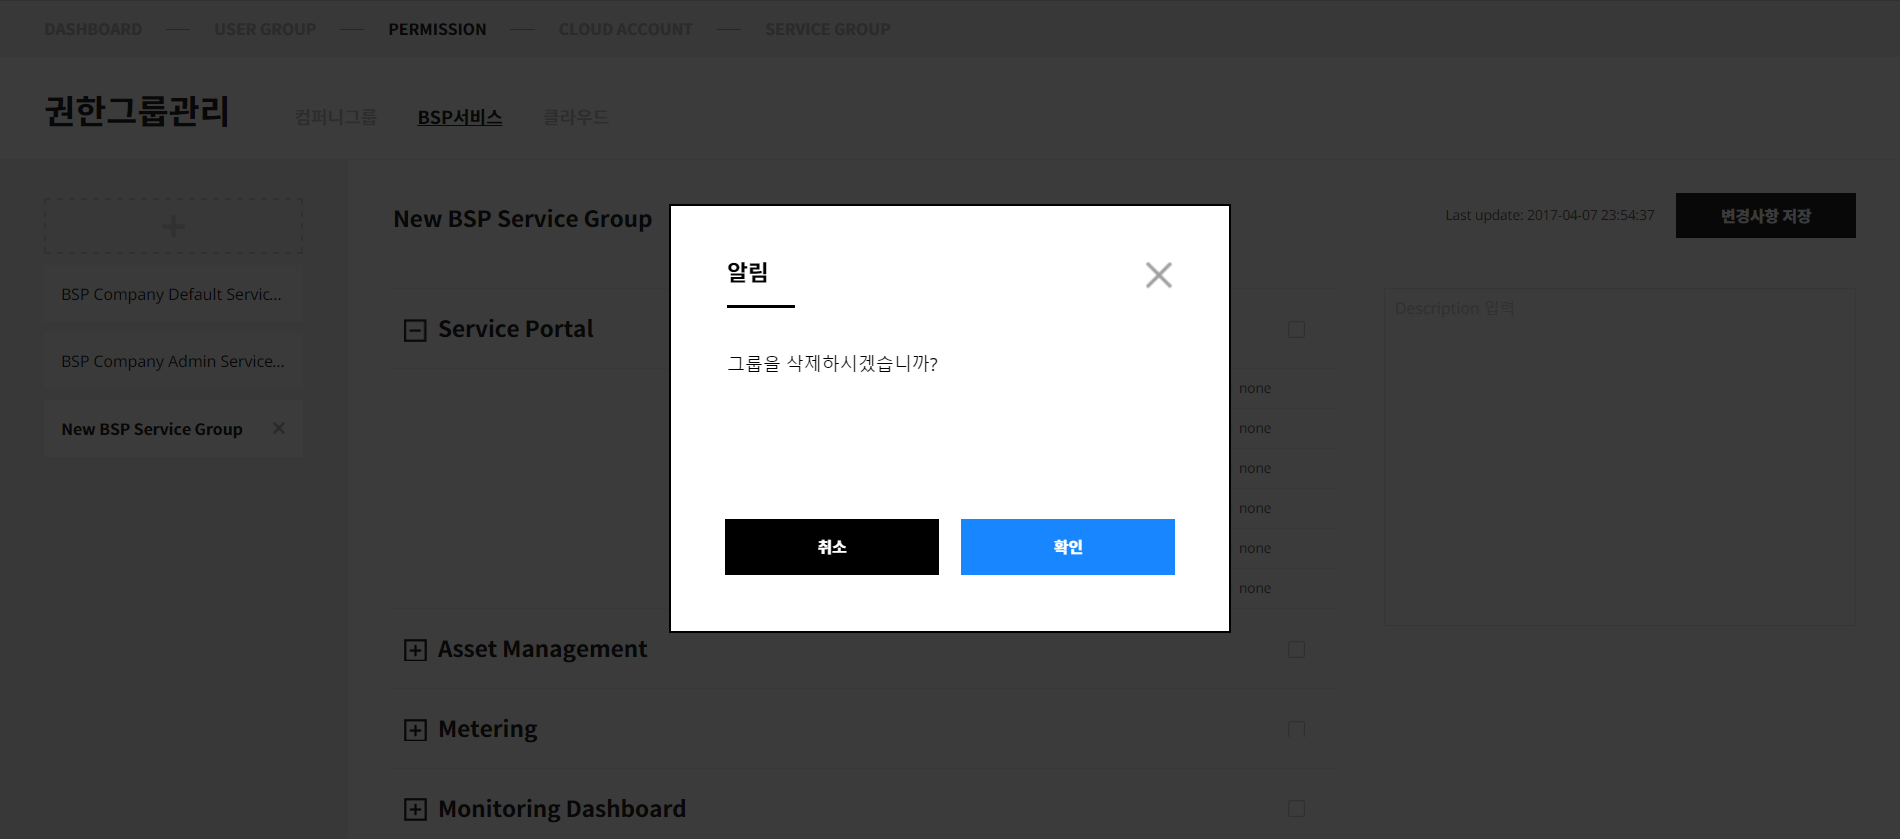 DASHBOARD USER GROUP PERMISSION CLOUD ACCOUNT SERVICE GROUP
권한그룹관리 컴퍼니그룹 BSP서비스 클라우드
New BSP Service Group Last update: 2017-04-07 23:54:37 변경사항 저장
BSP Company Default Servic...
BSP Company Admin Service...
New BSP Service Group
Service Portal
Description 입력
none
none
none
none
none
none
Asset Management
Metering
Monitoring Dashboard
알림
그룹을 삭제하시겠습니까?
취소 확인